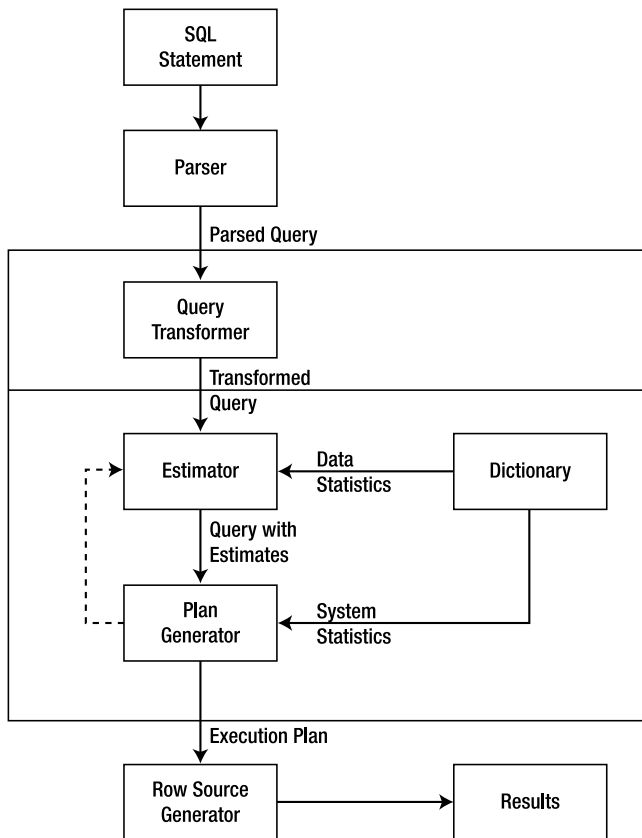 SQL
Statement
Parser
Parsed Query
Query
Transformer
Transformed
Query
Estimator
Data
Statistics
Dictionary
Query with
Estimates
Plan
Generator
System
Statistics
Execution Plan
Row Source
Generator
Results